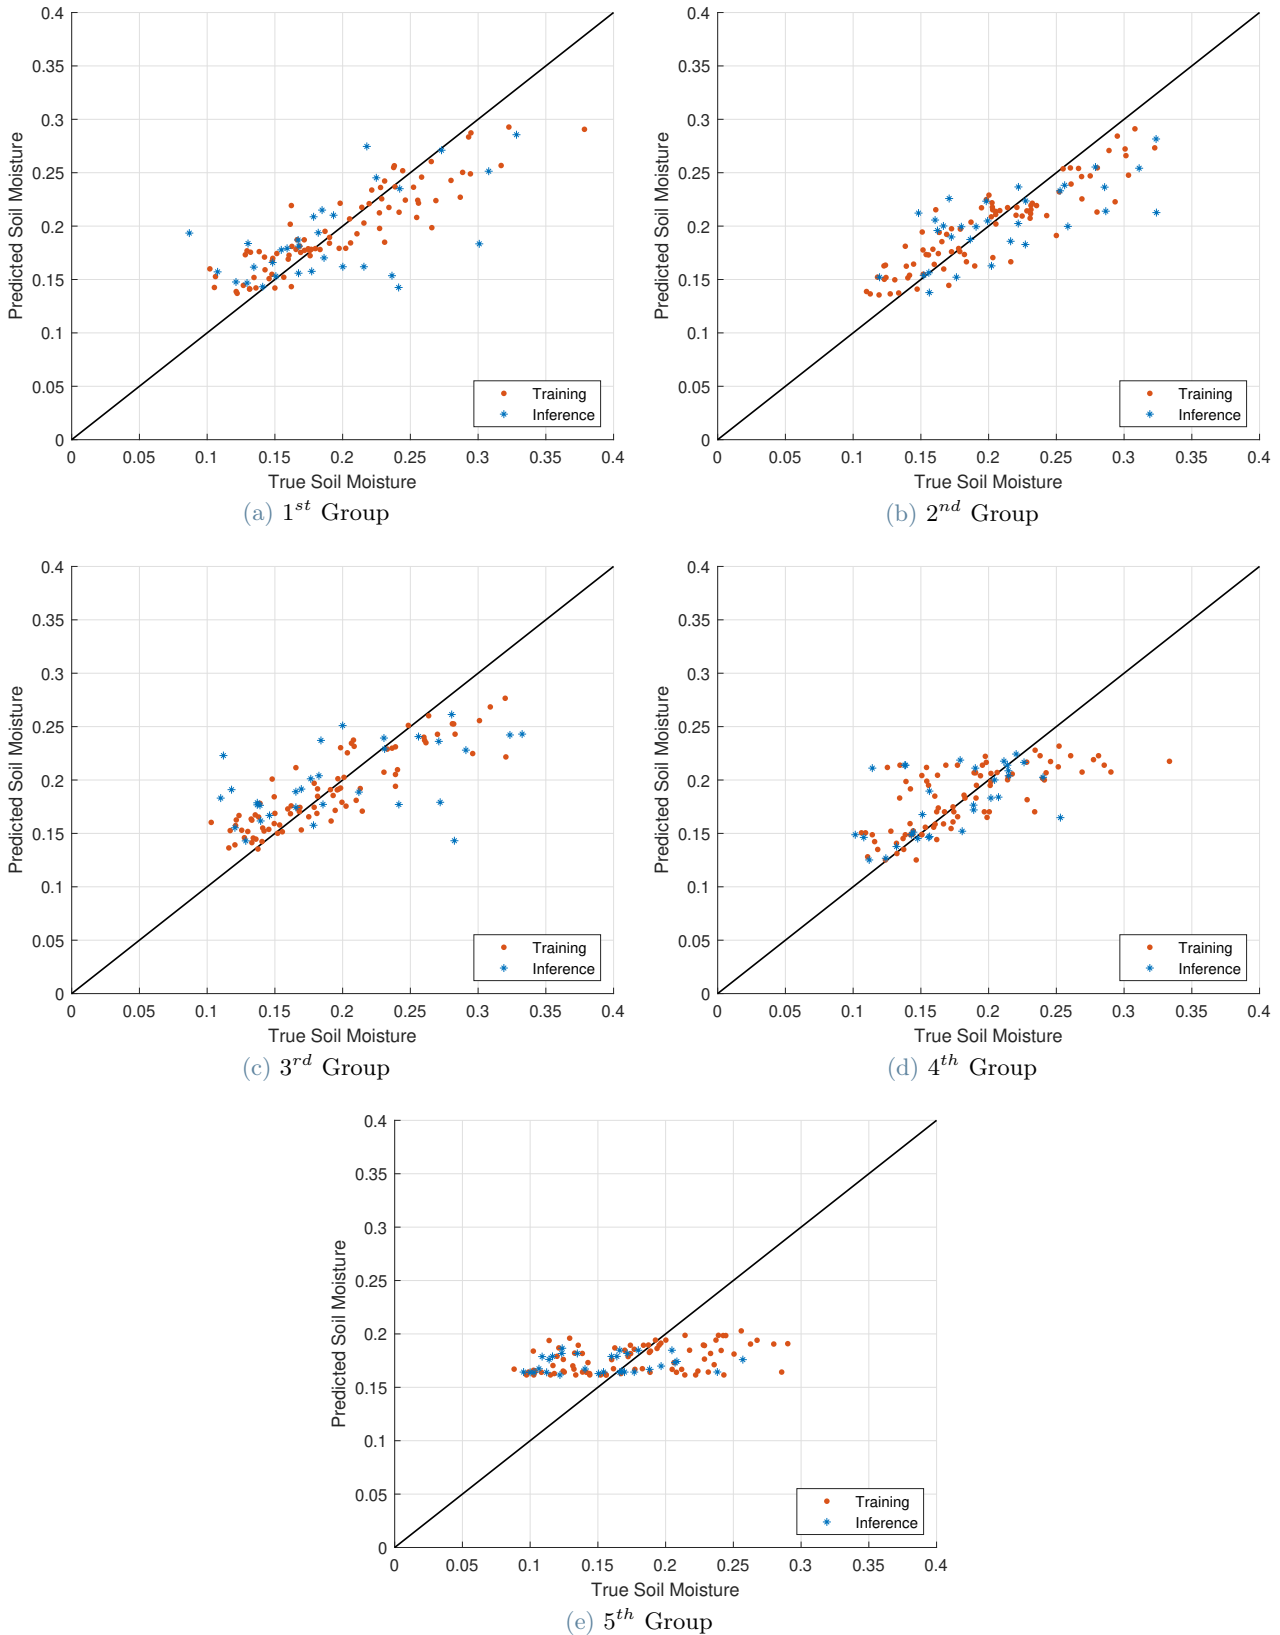 0.4
0.35
0.3
0.25
0.2
0.15
0.1
0.05
0
Predicted Soil Moisture
Training
Inference
0 0.05 0.1 0.15 0.2 0.25 0.3 0.35 0.4
True Soil Moisture
(a) 1st Group
0.4
0.35
0.3
0.25
0.2
0.15
0.1
0.05
0
Predicted Soil Moisture
Training
Inference
0 0.05 0.1 0.15 0.2 0.25 0.3 0.35 0.4
True Soil Moisture
(b) 2nd Group
0.4
0.35
0.3
0.25
0.2
0.15
0.1
0.05
0
Predicted Soil Moisture
Training
Inference
0 0.05 0.1 0.15 0.2 0.25 0.3 0.35 0.4
True Soil Moisture
(c) 3rd Group
0.4
0.35
0.3
0.25
0.2
0.15
0.1
0.05
0
Predicted Soil Moisture
Training
Inference
0 0.05 0.1 0.15 0.2 0.25 0.3 0.35 0.4
True Soil Moisture
(d) 4th Group
0.4
0.35
0.3
0.25
0.2
0.15
0.1
0.05
0
Predicted Soil Moisture
Training
Inference
0 0.05 0.1 0.15 0.2 0.25 0.3 0.35 0.4
True Soil Moisture
(e) 5th Group